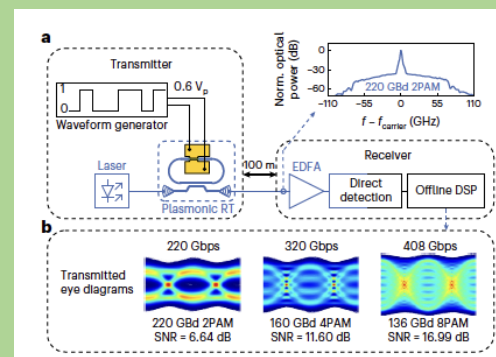 a
Transmitter
1
0
0.6 Vp
Waveform generator
Laser
Plasmonic RT
100 m
Norm. optical
power (dB)
0
−30
−60
220 GBd 2PAM
−110
−55
0
55
110
f − fcarrier (GHz)
Receiver
EDFA
Direct
detection
Offline DSP
b
Transmitted
eye diagrams
220 Gbps
220 GBd 2PAM
SNR = 6.64 dB
320 Gbps
160 GBd 4PAM
SNR = 11.60 dB
408 Gbps
136 GBd 8PAM
SNR = 16.99 dB